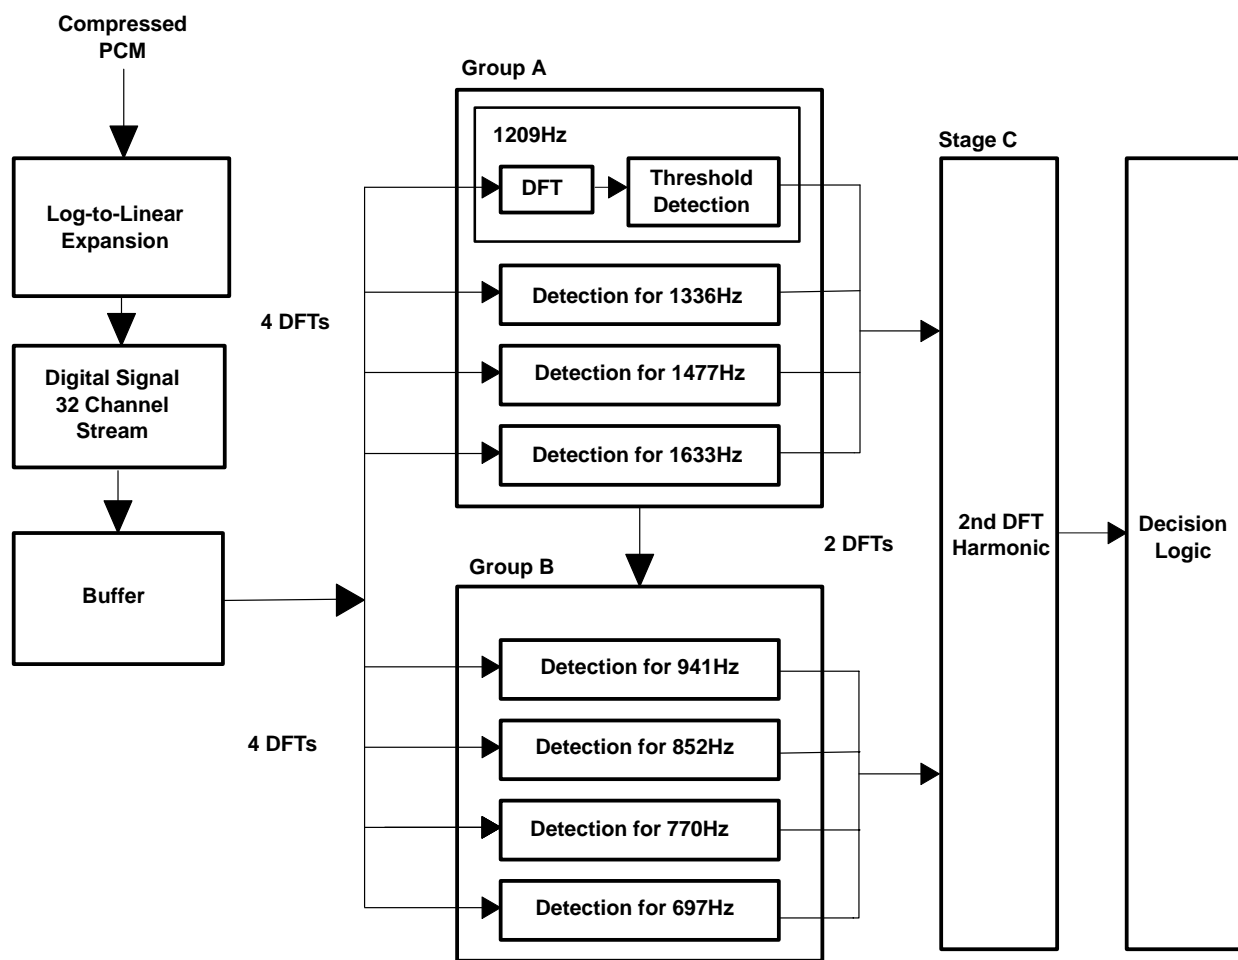 Compressed
PCM
Log-to-Linear
Expansion
Digital Signal
32 Channel
Stream
Buffer
4 DFTs
4 DFTs
Group A
1209Hz
DFT
Threshold
Detection
Detection for 1336Hz
Detection for 1477Hz
Detection for 1633Hz
Group B
Detection for 941Hz
Detection for 852Hz
Detection for 770Hz
Detection for 697Hz
2 DFTs
Stage C
2nd DFT
Harmonic
Decision
Logic